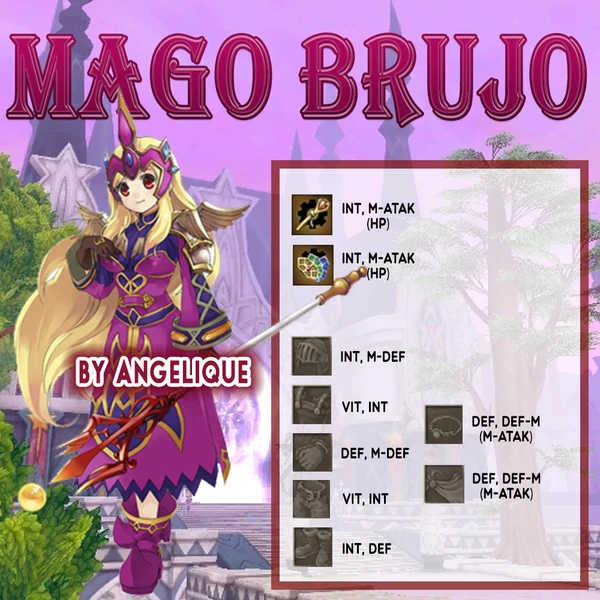 MAGO BRUJO
BY ANGELIQUE
INT, M-ATAK
(HP)
INT, M-ATAK
(HP)
INT, M-DEF
VIT, INT
DEF, M-DEF
VIT, INT
INT, DEF
DEF, DEF-M
(M-ATAK)
DEF, DEF-M
(M-ATAK)